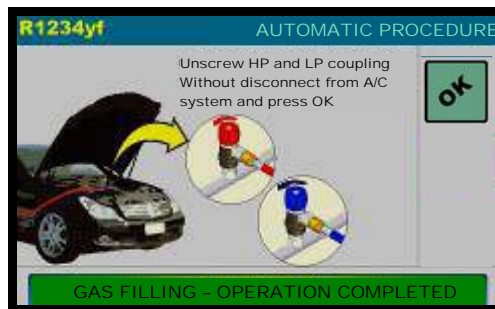 R1234yf
AUTOMATIC PROCEDURE
Unscrew HP and LP coupling
Without disconnect from A/C
system and press OK
OK
GAS FILLING – OPERATION COMPLETED